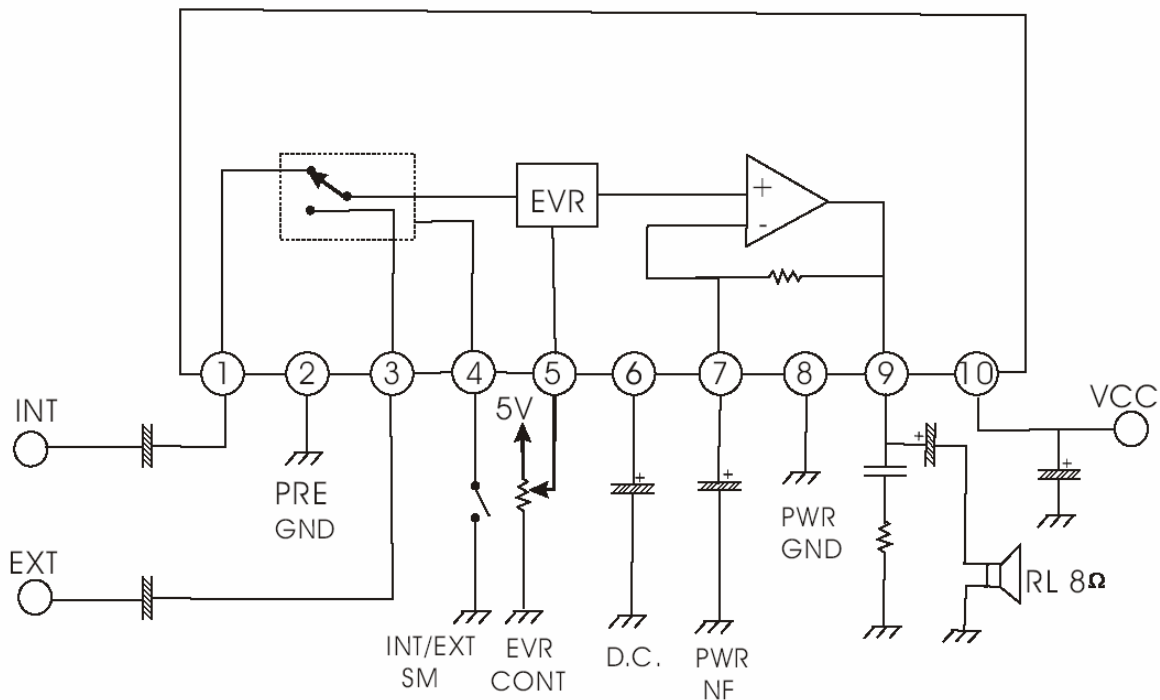 EVR
+
-
1 2 3 4 5 6 7 8 9 10
INT
5V
VCC
+
+
+
+
PRE
GND
PWR
GND
EXT
RL 8Ω
INT/EXT
SM
EVR
CONT
D.C.
PWR
NF